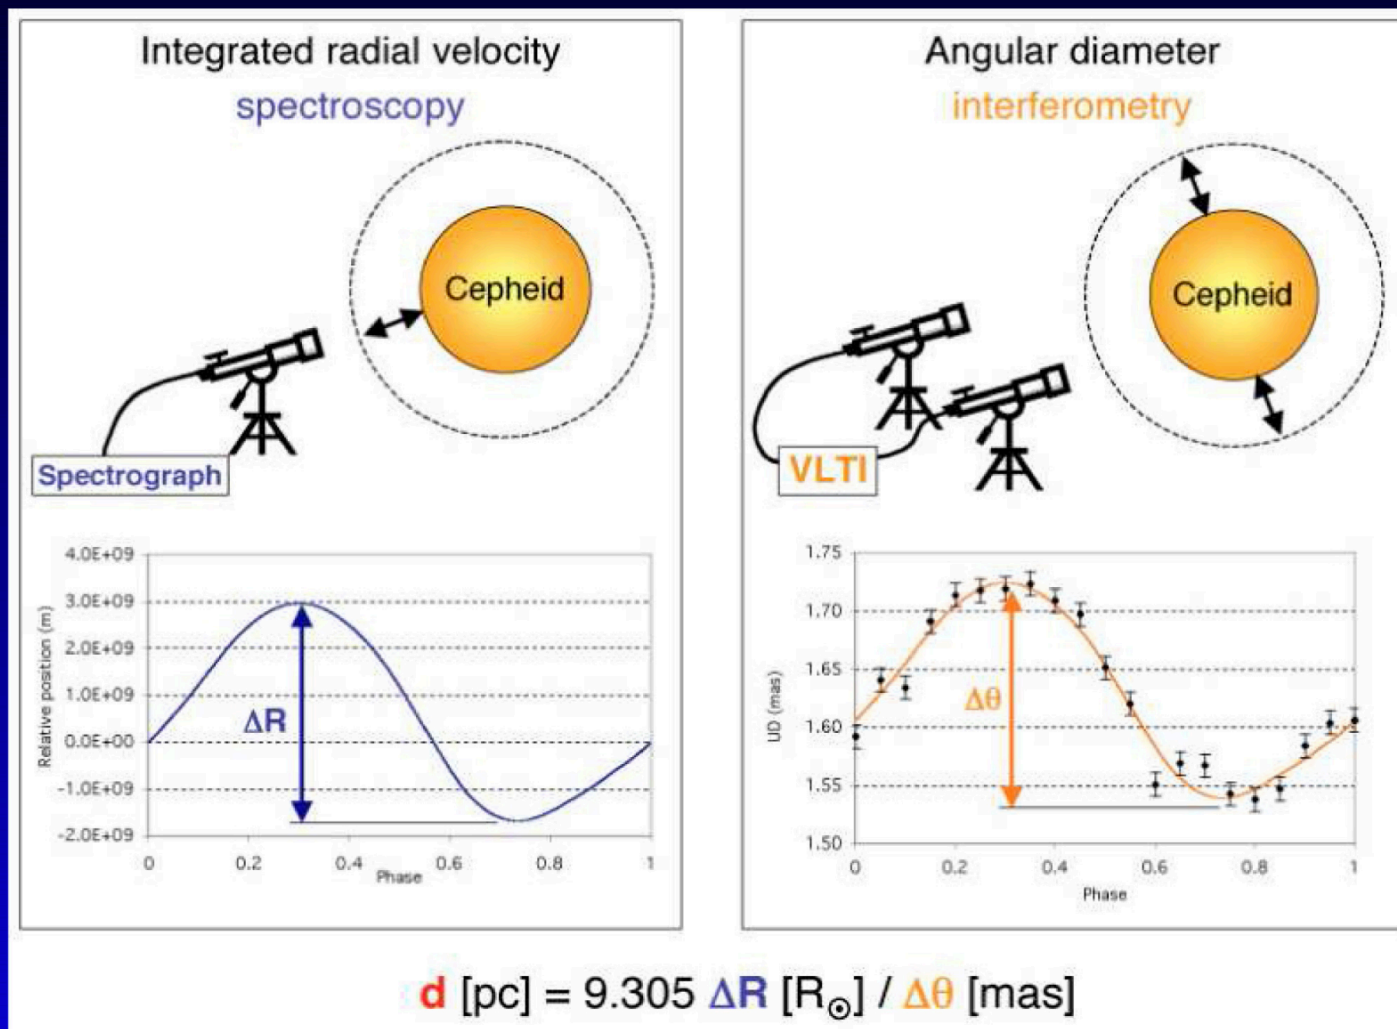 Integrated radial velocity
spectroscopy
Cepheid
Spectrograph
4.0E+09
3.0E+09
2.0E+09
1.0E+09
0.0E+00
-1.0E+09
-2.0E+09
Relative position (m)
ΔR
0 0.2 0.4 0.6 0.8 1
Phase
Angular diameter
interferometry
Cepheid
VLTI
1.75
1.70
1.65
1.60
1.55
1.50
UD (mas)
Δθ
0 0.2 0.4 0.6 0.8 1
Phase
d [pc] = 9.305 ΔR [R☉] / Δθ [mas]